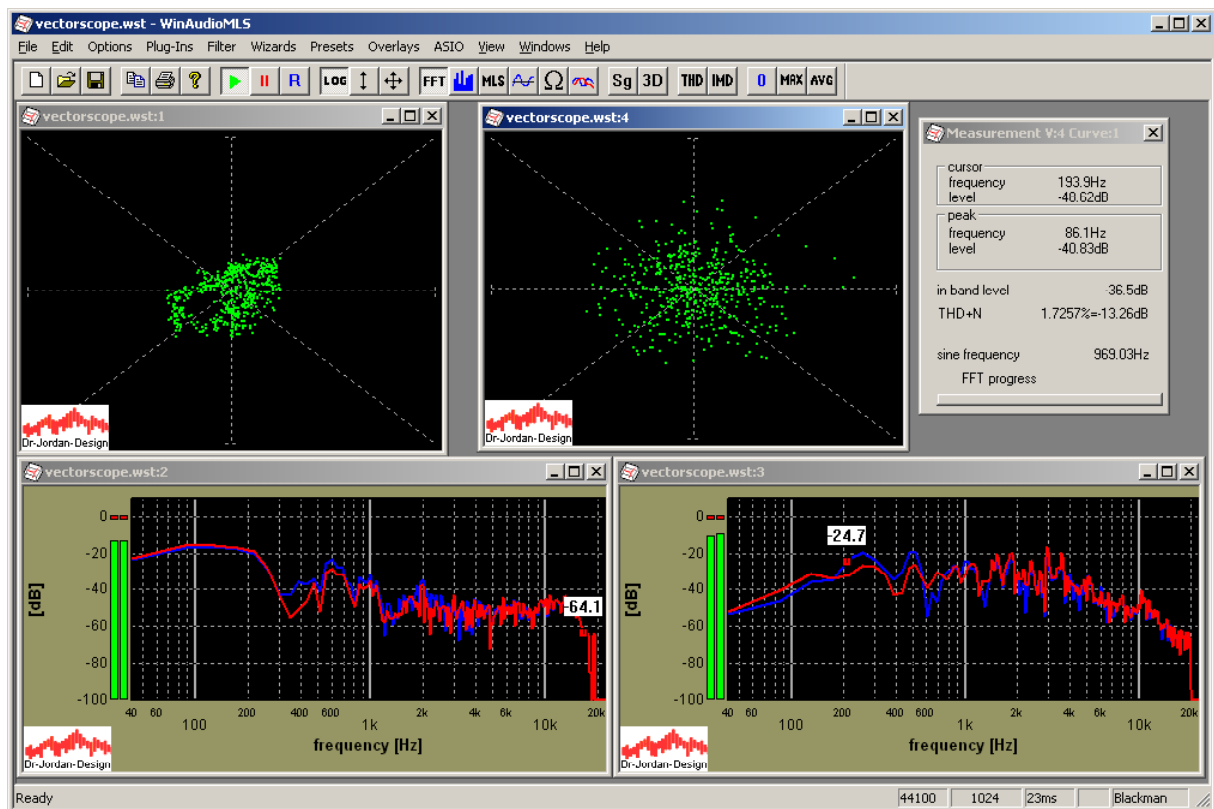 vectorscope.wst - WinAudioMLS
File Edit Options Plug-Ins Filter Wizards Presets Overlays ASIO View Windows Help
? R LOG FFT MLS Ω Sg 3D THD IMD 0 MAX AVG
vectorscope.wst:1
Dr-Jordan-Design
vectorscope.wst:4
Dr-Jordan-Design
Measurement V:4 Curve:1
cursor
frequency 193.9Hz
level -40.62dB
peak
frequency 86.1Hz
level -40.83dB
in band level -36.5dB
THD+N 1.7257%=-13.26dB
sine frequency 969.03Hz
FFT progress
vectorscope.wst:2
0
-20
-40
-60
-80
-100
[dB]
-64.1
40 60 100 200 400 600 1k 2k 4k 6k 10k 20k
frequency [Hz]
Dr-Jordan-Design
vectorscope.wst:3
0
-20
-40
-60
-80
-100
[dB]
-24.7
40 60 100 200 400 600 1k 2k 4k 6k 10k 20k
frequency [Hz]
Dr-Jordan-Design
Ready 44100 1024 23ms Blackman